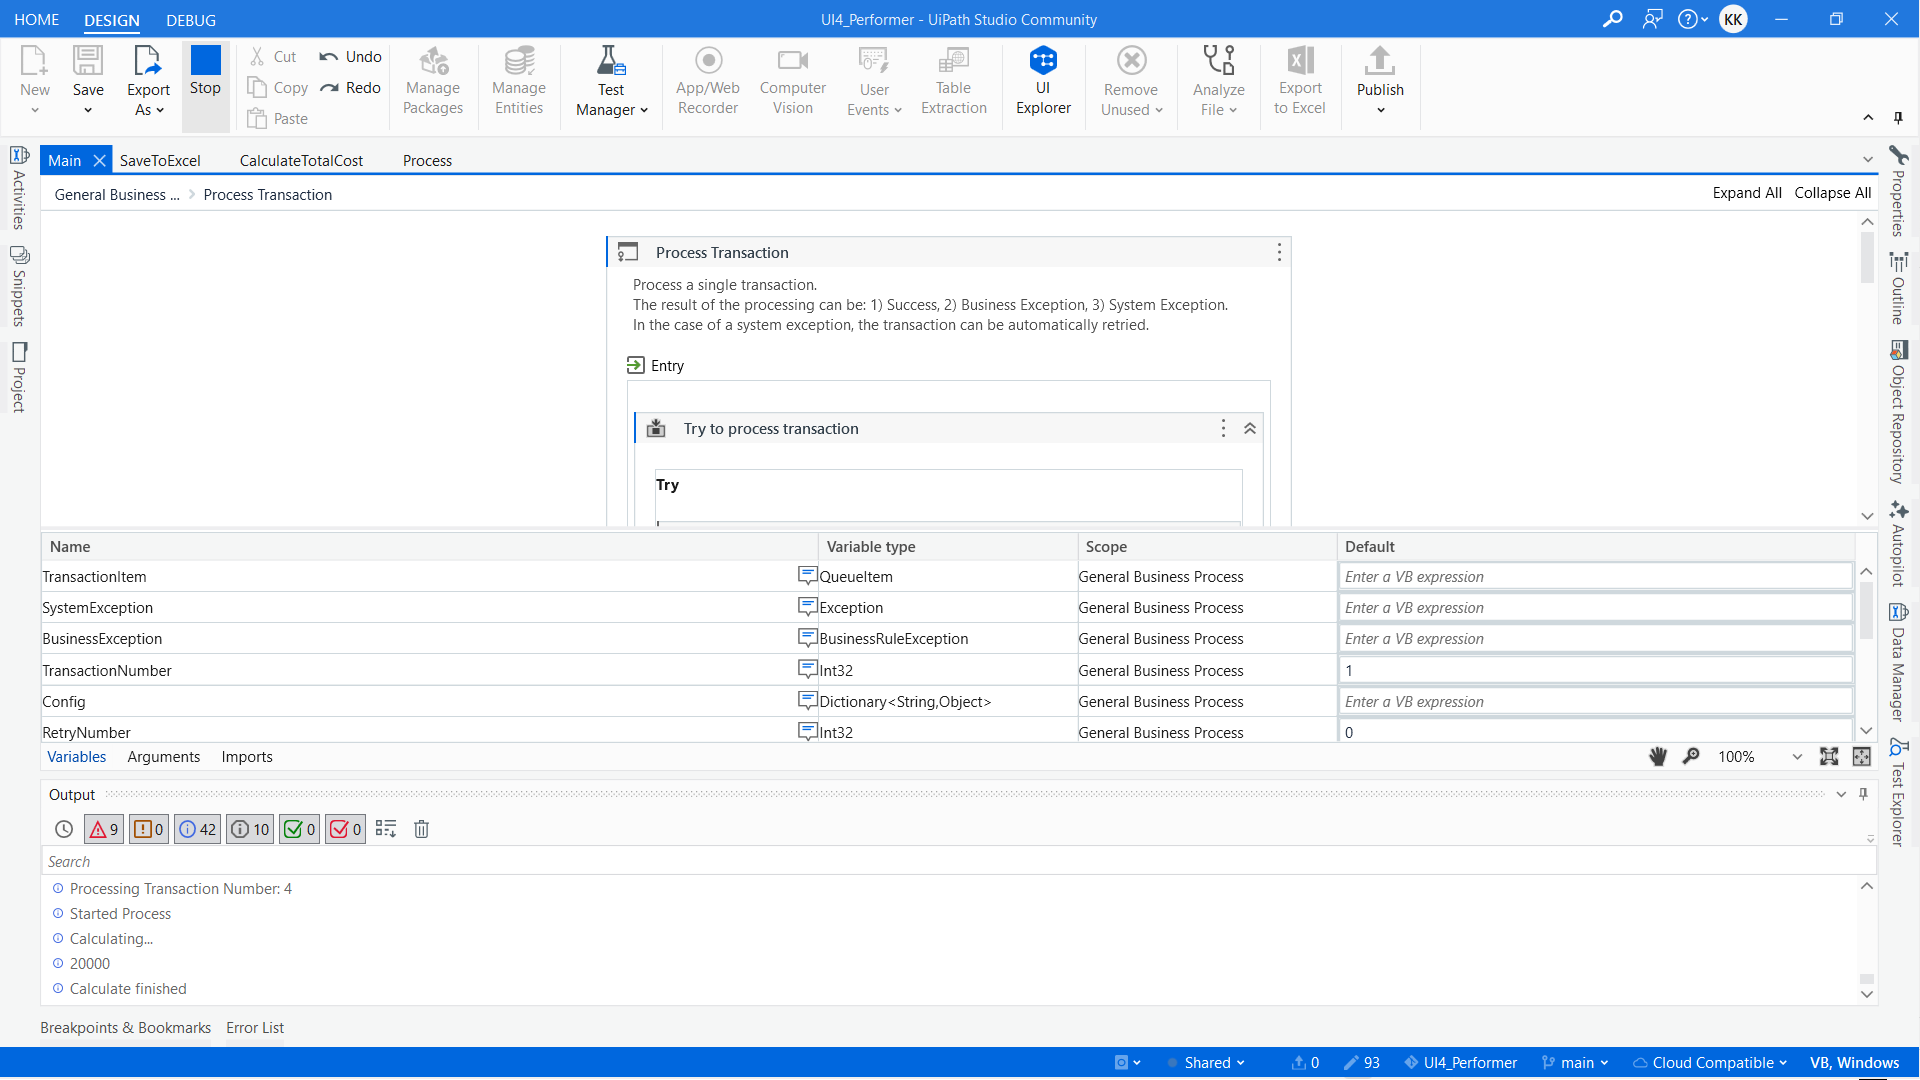 HOME DESIGN DEBUG
UI4_Performer - UiPath Studio Community
KK
New
Save
Export As
Stop
Cut
Copy
Paste
Undo
Redo
Manage Packages
Manage Entities
Test Manager
App/Web Recorder
Computer Vision
User Events
Table Extraction
UI Explorer
Remove Unused
Analyze File
Export to Excel
Publish
Main SaveToExcel CalculateTotalCost Process
General Business ... Process Transaction
Expand All Collapse All
Activities
Snippets
Project
Properties
Outline
Object Repository
Autopilot
Data Manager
Test Explorer
Process Transaction
Process a single transaction.
The result of the processing can be: 1) Success, 2) Business Exception, 3) System Exception.
In the case of a system exception, the transaction can be automatically retried.
Entry
Try to process transaction
Try
Name Variable type Scope Default
TransactionItem QueueItem General Business Process Enter a VB expression
SystemException Exception General Business Process Enter a VB expression
BusinessException BusinessRuleException General Business Process Enter a VB expression
TransactionNumber Int32 General Business Process 1
Config Dictionary<String,Object> General Business Process Enter a VB expression
RetryNumber Int32 General Business Process 0
Variables Arguments Imports
100%
Output
9 0 42 10 0 0
Search
Processing Transaction Number: 4
Started Process
Calculating...
20000
Calculate finished
Breakpoints & Bookmarks Error List
Shared 0 93 UI4_Performer main Cloud Compatible VB, Windows